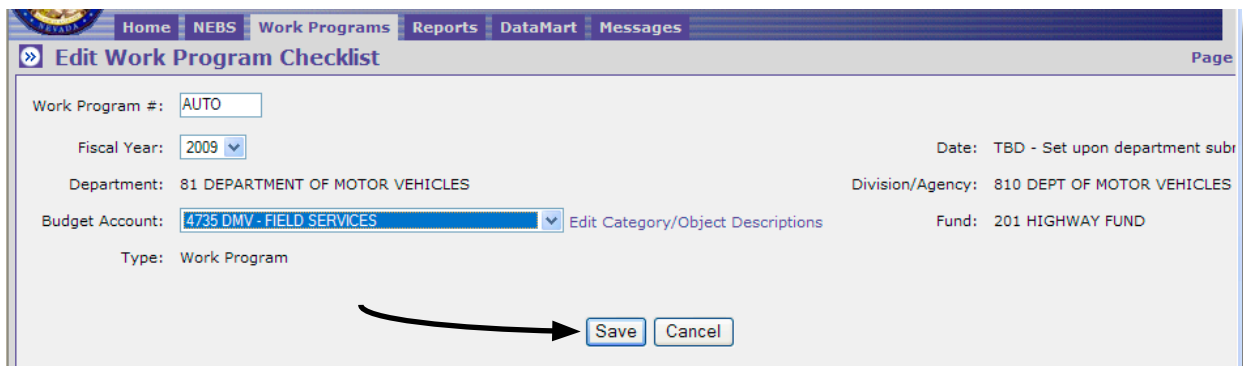 NEVADA
Home NEBS Work Programs Reports DataMart Messages
Edit Work Program Checklist Page
Work Program #: AUTO
Fiscal Year: 2009 Date: TBD - Set upon department subm
Department: 81 DEPARTMENT OF MOTOR VEHICLES Division/Agency: 810 DEPT OF MOTOR VEHICLES
Budget Account: 4735 DMV - FIELD SERVICES Edit Category/Object Descriptions Fund: 201 HIGHWAY FUND
Type: Work Program
Save Cancel